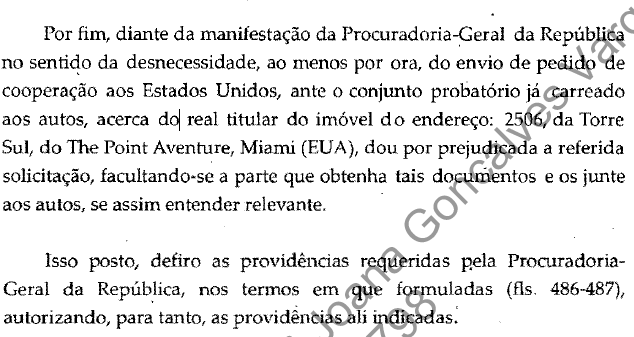 Por fim, diante da manifestação da Procuradoria-Geral da República
no sentido da desnecessidade, ao menos por ora, do envio de pedido de
cooperação aos Estados Unidos, ante o conjunto probatório já carreado
aos autos, acerca do real titular do imóvel do endereço: 2506, da Torre
Sul, do The Point Aventure, Miami (EUA), dou por prejudicada a referida
solicitação, facultando-se a parte que obtenha tais documentos e os junte
aos autos, se assim entender relevante.
Isso posto, defiro as providências requeridas pela Procuradoria-
Geral da República, nos termos em que formuladas (fls. 486-487),
autorizando, para tanto, as providências ali indicadas.
Joana Goncalves Varg
798